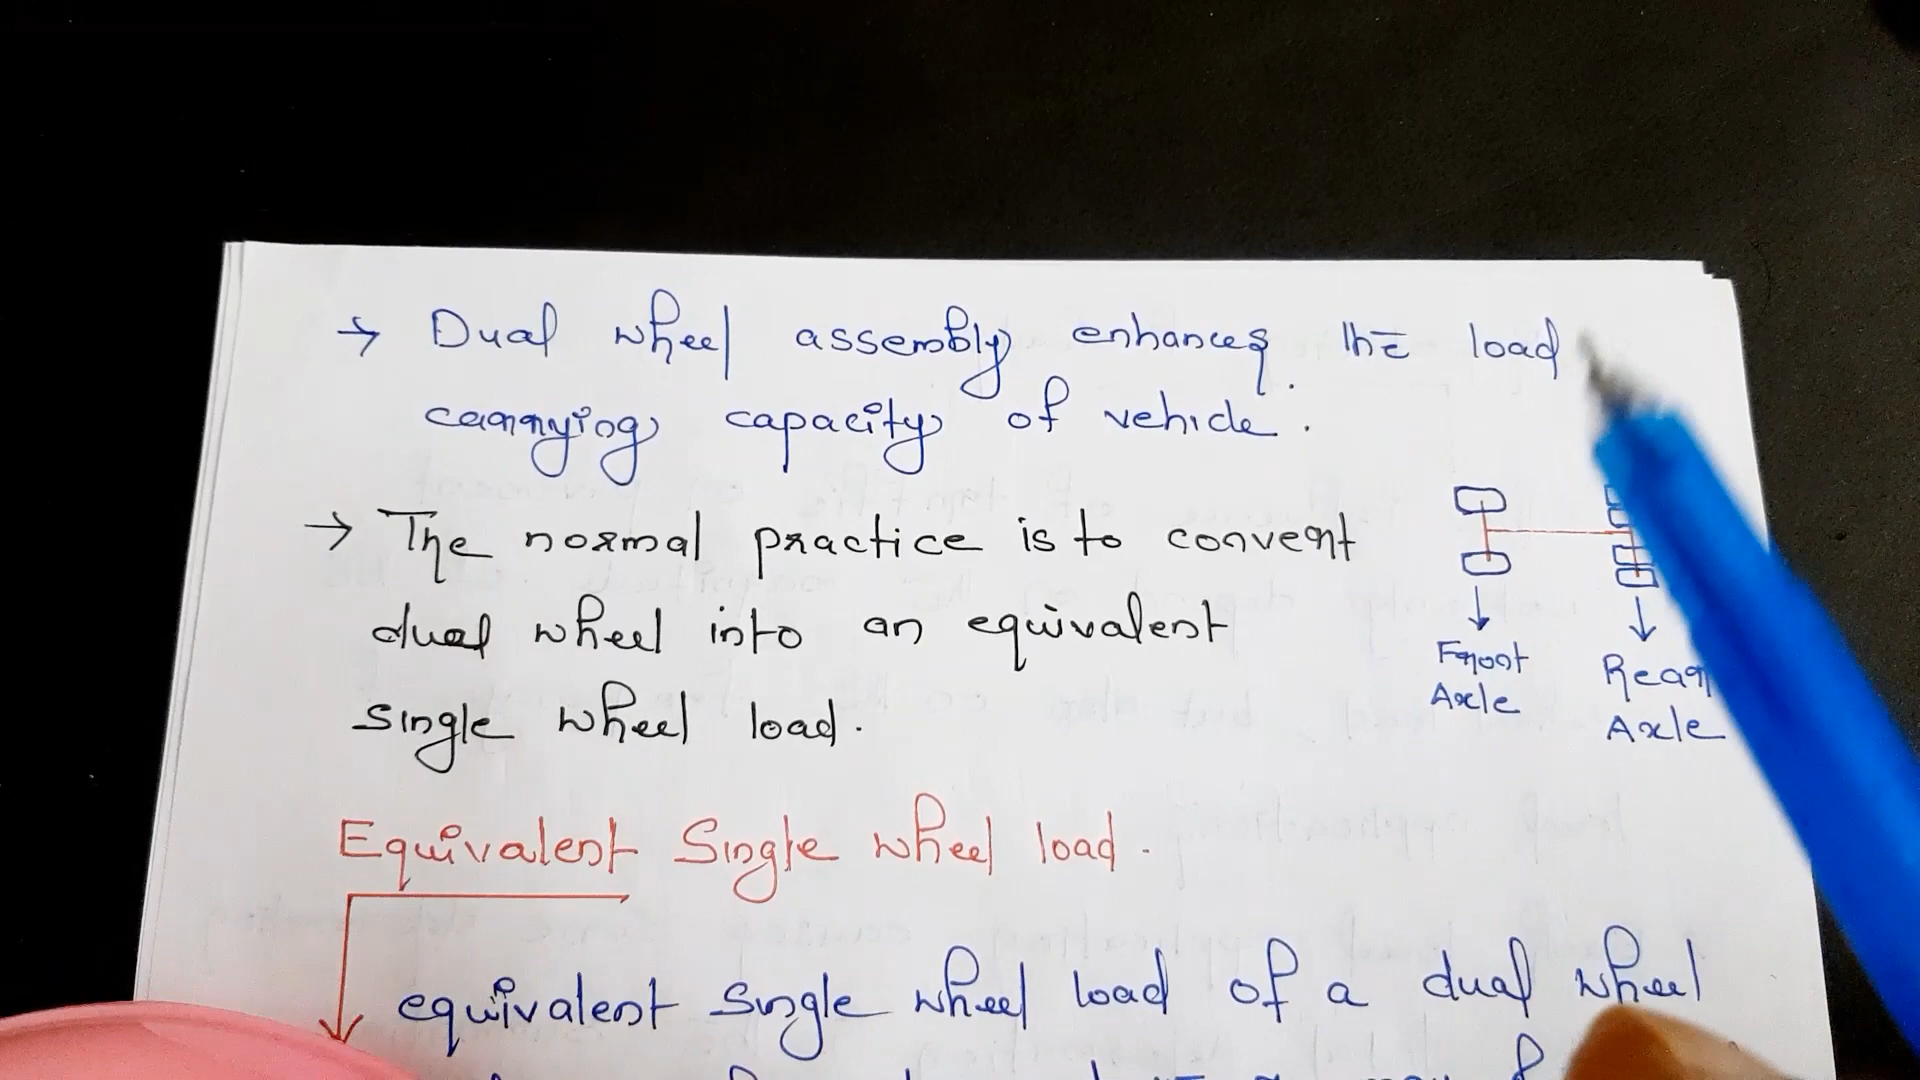 → Dual wheel assembly enhances the load
carrying capacity of vehicle.
→ The normal practice is to convert
dual wheel into an equivalent
single wheel load.
Front
Axle
Rear
Axle
Equivalent Single wheel load.
equivalent single wheel load of a dual wheel